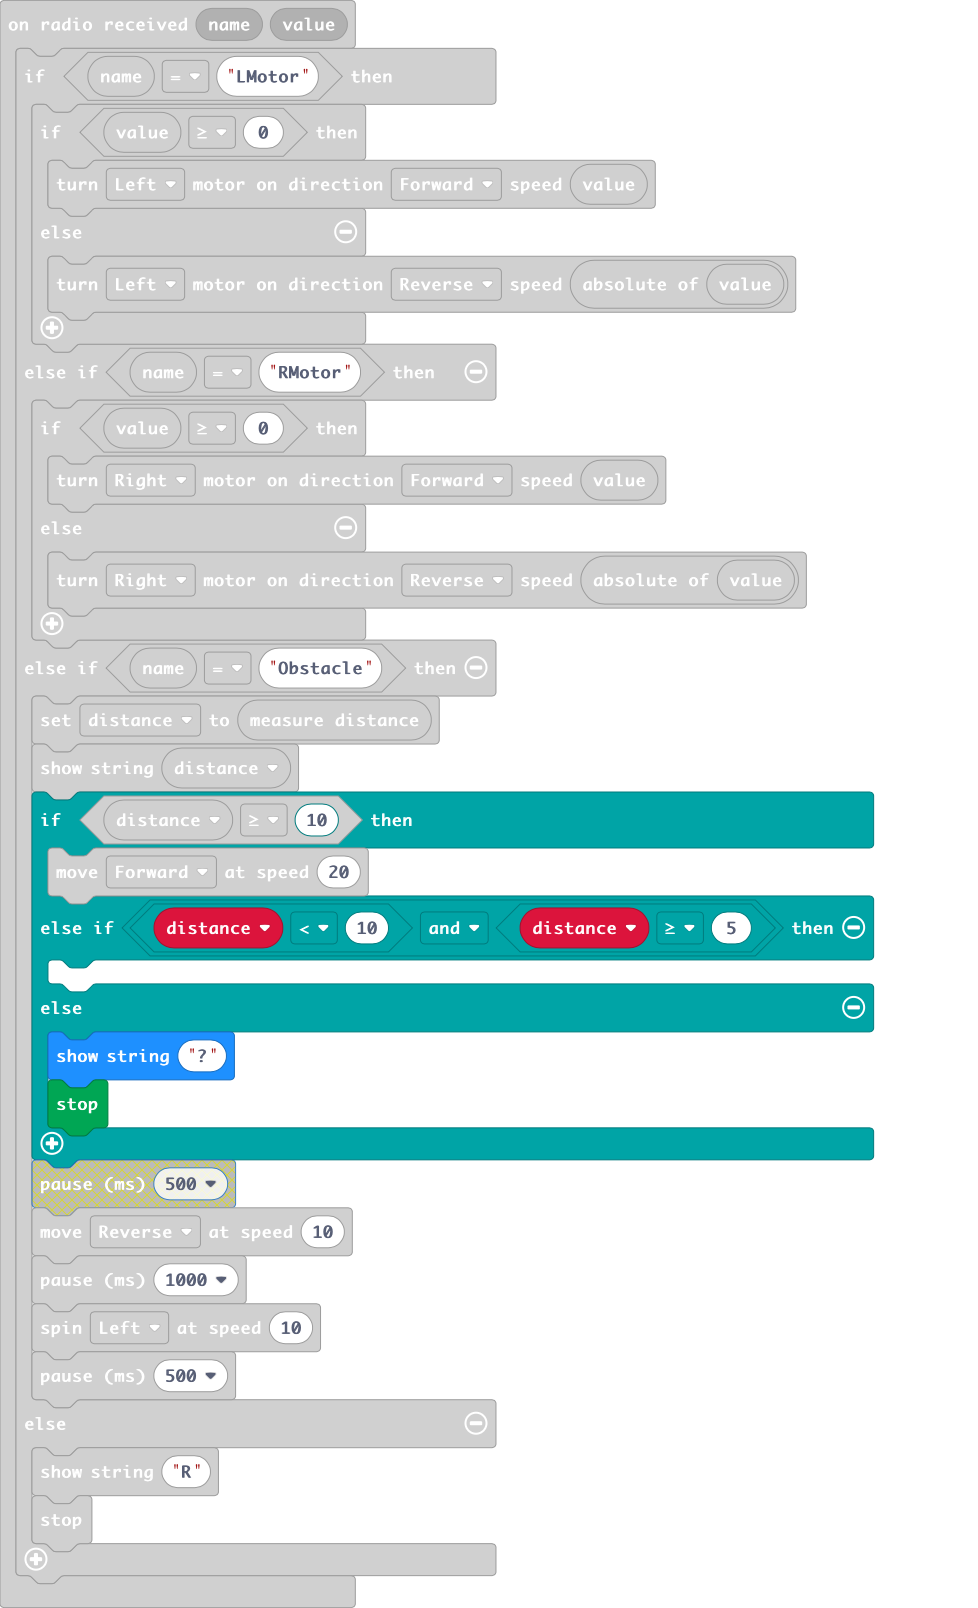 on radio received name value
if name = "LMotor" then
if value ≥ 0 then
turn Left motor on direction Forward speed value
else
turn Left motor on direction Reverse speed absolute of value
else if name = "RMotor" then
if value ≥ 0 then
turn Right motor on direction Forward speed value
else
turn Right motor on direction Reverse speed absolute of value
else if name = "Obstacle" then
set distance to measure distance
show string distance
if distance ≥ 10 then
move Forward at speed 20
else if distance < 10 and distance ≥ 5 then
else
show string "?"
stop
pause (ms) 500
move Reverse at speed 10
pause (ms) 1000
spin Left at speed 10
pause (ms) 500
else
show string "R"
stop